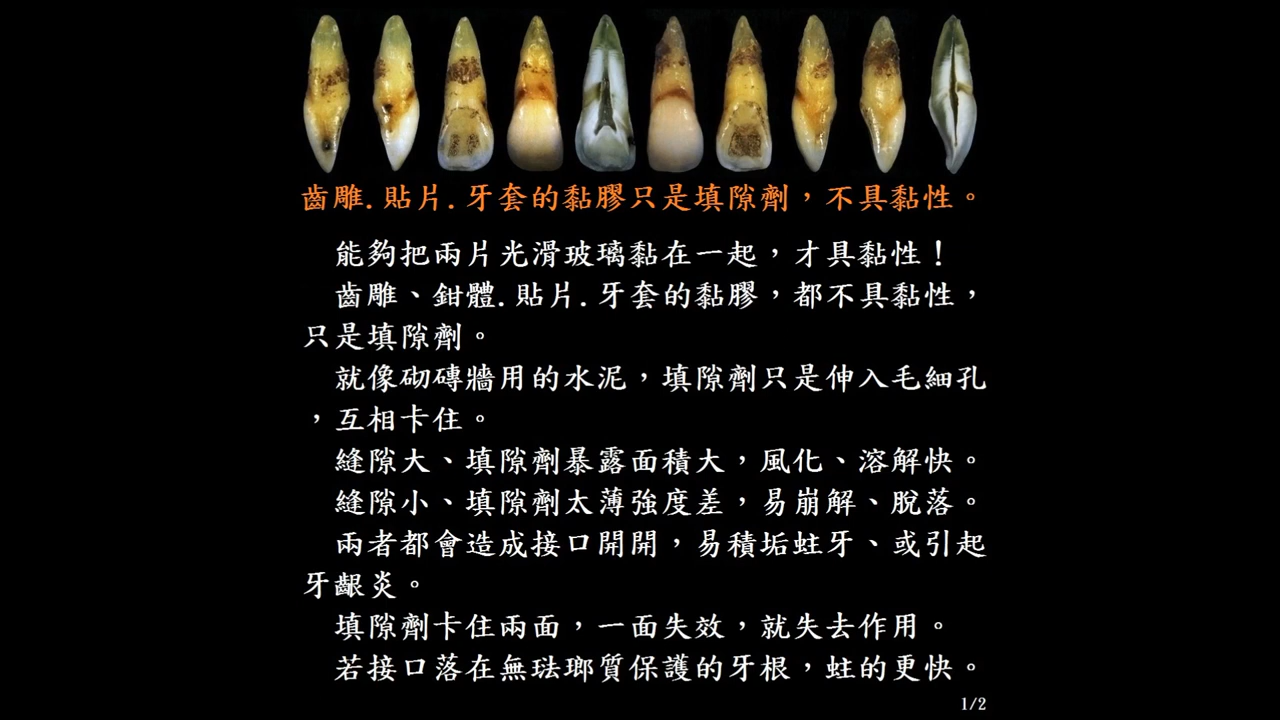 齒雕.貼片.牙套的黏膠只是填隙劑，不具黏性。
能夠把兩片光滑玻璃黏在一起，才具黏性！
齒雕、鉗體.貼片.牙套的黏膠，都不具黏性，
只是填隙劑。
就像砌磚牆用的水泥，填隙劑只是伸入毛細孔
，互相卡住。
縫隙大、填隙劑暴露面積大，風化、溶解快。
縫隙小、填隙劑太薄強度差，易崩解、脫落。
兩者都會造成接口開開，易積垢蛀牙、或引起
牙齦炎。
填隙劑卡住兩面，一面失效，就失去作用。
若接口落在無琺瑯質保護的牙根，蛀的更快。
1/2